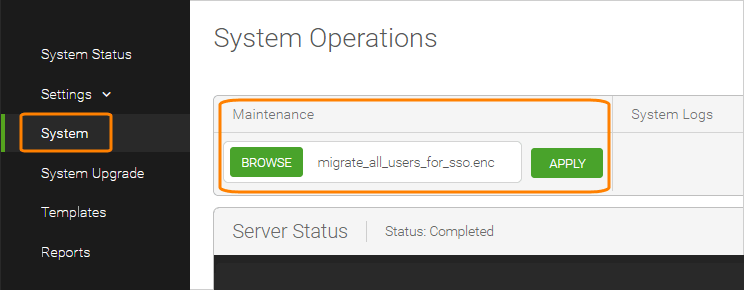 System Operations
System Status
Settings
System
System Upgrade
Templates
Reports
Maintenance
System Logs
BROWSE migrate_all_users_for_sso.enc APPLY
Server Status Status: Completed